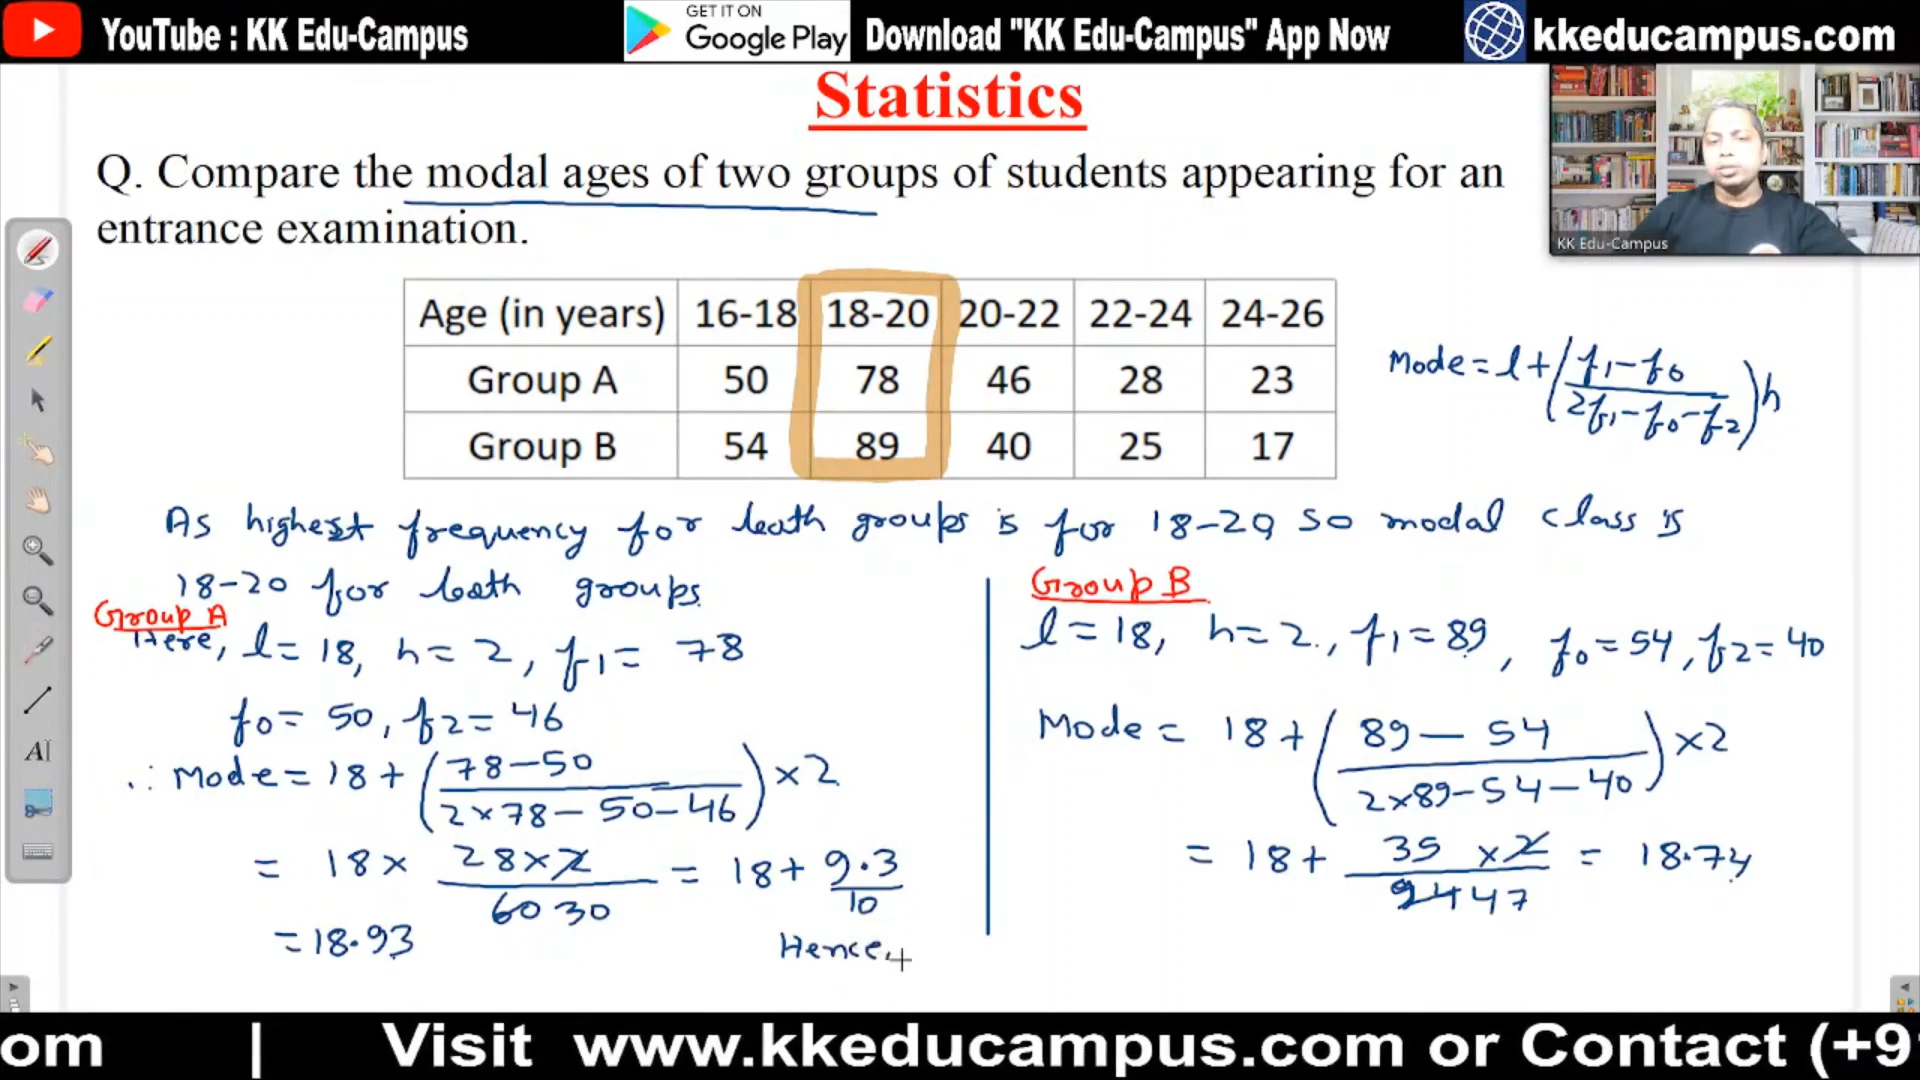 YouTube : KK Edu-Campus
GET IT ON
Google Play
Download "KK Edu-Campus" App Now
kkeducampus.com
Statistics
KK Edu-Campus
Q. Compare the modal ages of two groups of students appearing for an
entrance examination.
Age (in years) 16-18 18-20 20-22 22-24 24-26
Group A 50 78 46 28 23
Group B 54 89 40 25 17
Mode = l + (f1 - f0 / 2f1 - f0 - f2) h
As highest frequency for both groups is for 18-20 so modal class is
18-20 for both groups
Group A
Here, l = 18, h = 2, f1 = 78
f0 = 50, f2 = 46
∴ Mode = 18 + (78 - 50 / 2 × 78 - 50 - 46) × 2
= 18 × 28 × 2 / 60 30 = 18 + 9.3 / 10
= 18.93
Group B
l = 18, h = 2, f1 = 89, f0 = 54, f2 = 40
Mode = 18 + (89 - 54 / 2 × 89 - 54 - 40) × 2
= 18 + 35 × 2 / 94 47 = 18.74
Hence,
AI
om | Visit www.kkeducampus.com or Contact (+9